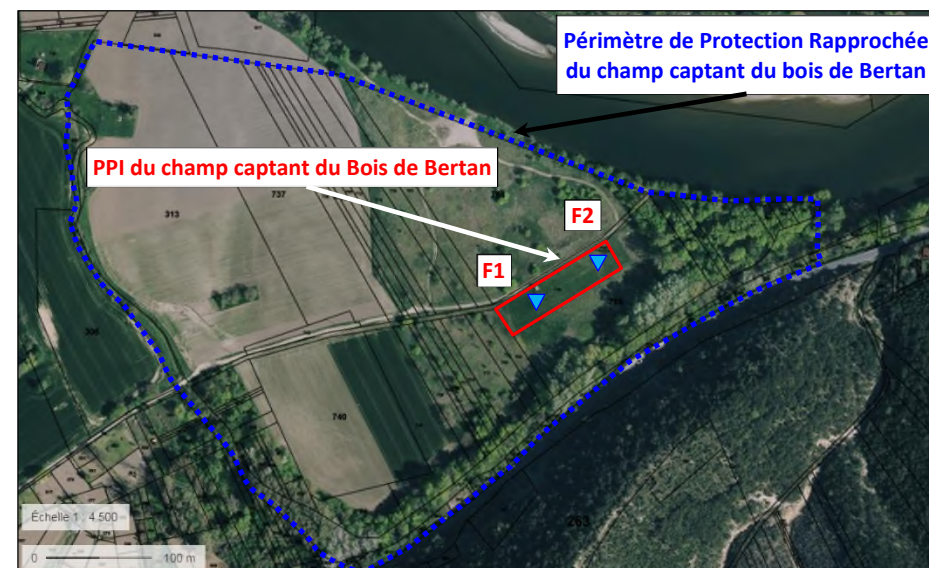 Périmètre de Protection Rapprochée
du champ captant du bois de Bertan
PPI du champ captant du Bois de Bertan
737
313
F2
F1
306
740
263
Échelle 1 : 4 500
0 100 m